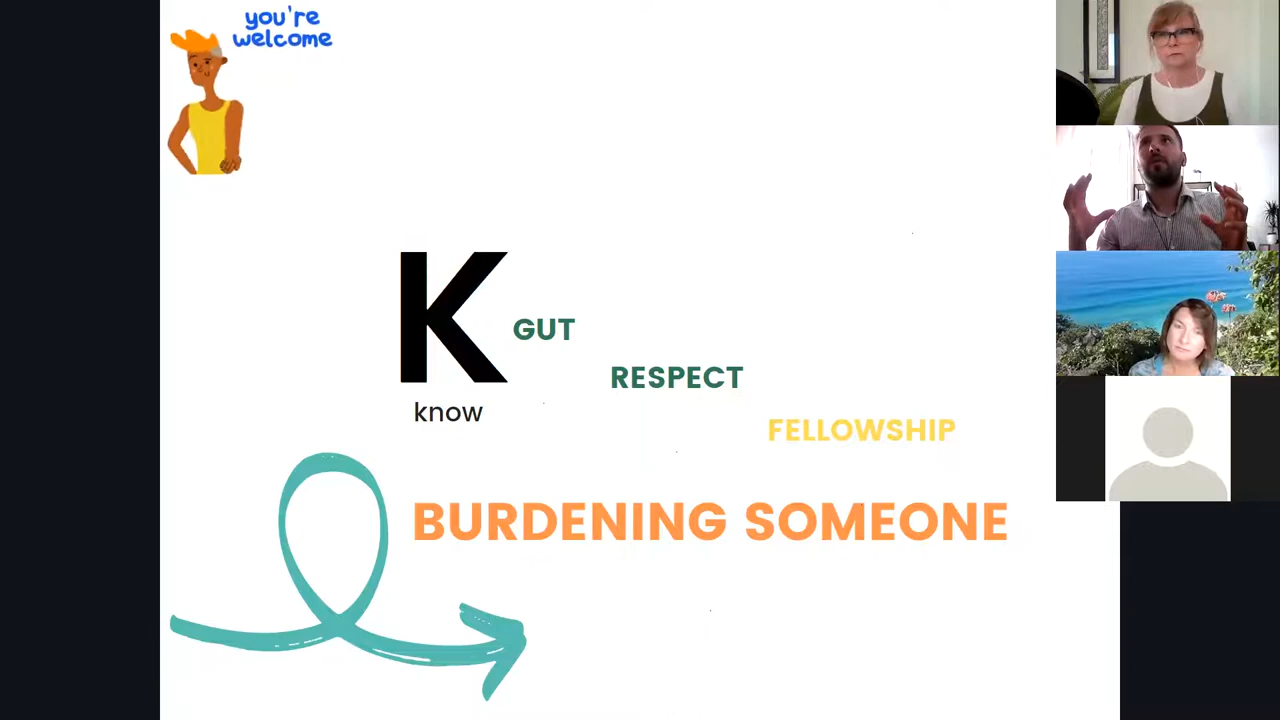 you're
welcome
K
GUT
RESPECT
know
FELLOWSHIP
BURDENING SOMEONE